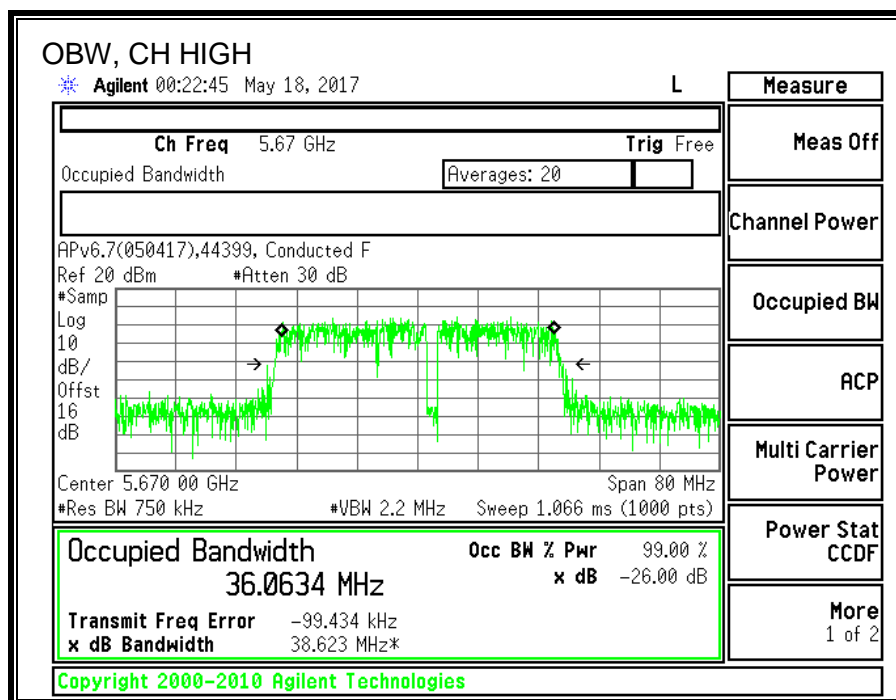 OBW, CH HIGH
Agilent 00:22:45 May 18, 2017 L
Measure
Ch Freq 5.67 GHz Trig Free
Meas Off
Occupied Bandwidth Averages: 20
Channel Power
APv6.7(050417),44399, Conducted F
Ref 20 dBm #Atten 30 dB
#Samp
Log
10
dB/
Offst
16
dB
Occupied BW
ACP
Multi Carrier
Power
Center 5.670 00 GHz Span 80 MHz
#Res BW 750 kHz #VBW 2.2 MHz Sweep 1.066 ms (1000 pts)
Power Stat
CCDF
Occupied Bandwidth Occ BW % Pwr 99.00 %
36.0634 MHz x dB -26.00 dB
Transmit Freq Error -99.434 kHz
x dB Bandwidth 38.623 MHz*
More
1 of 2
Copyright 2000-2010 Agilent Technologies